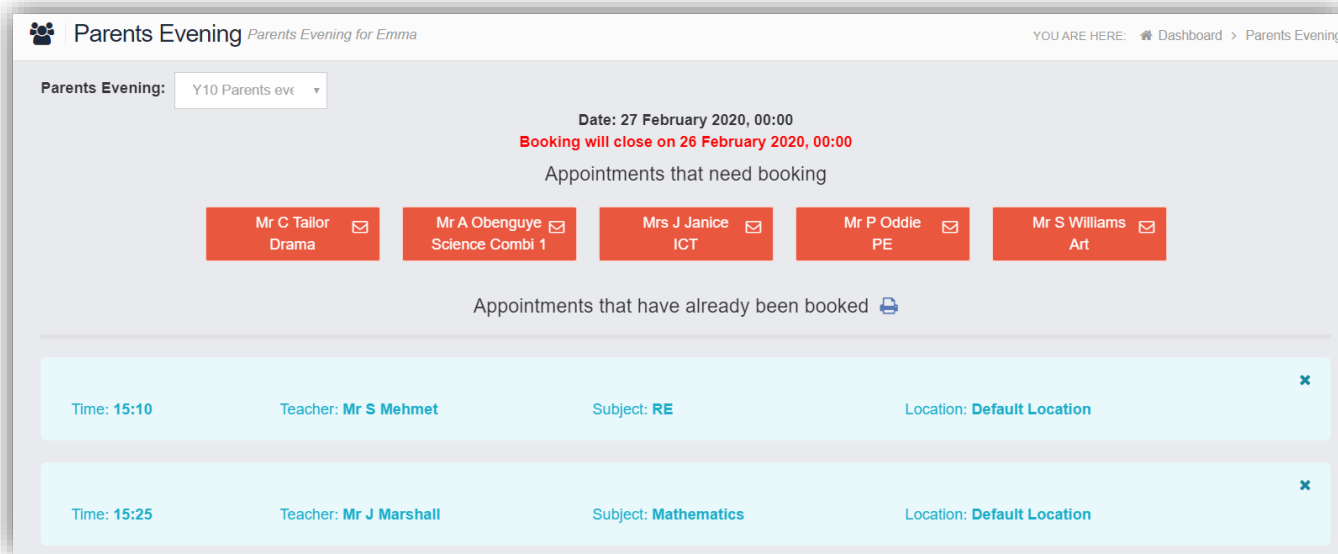 Parents Evening Parents Evening for Emma YOU ARE HERE: Dashboard > Parents Evening
Parents Evening: Y10 Parents eve
Date: 27 February 2020, 00:00
Booking will close on 26 February 2020, 00:00
Appointments that need booking
Mr C Tailor
Drama
Mr A Obenguye
Science Combi 1
Mrs J Janice
ICT
Mr P Oddie
PE
Mr S Williams
Art
Appointments that have already been booked
Time: 15:10 Teacher: Mr S Mehmet Subject: RE Location: Default Location
Time: 15:25 Teacher: Mr J Marshall Subject: Mathematics Location: Default Location